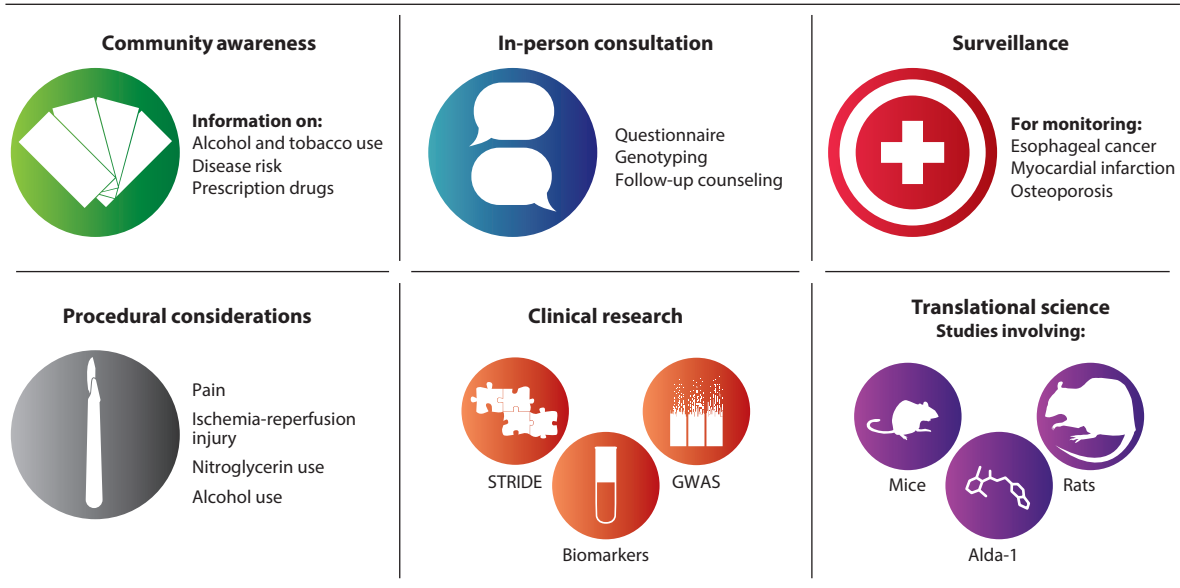 Community awareness
Information on:
Alcohol and tobacco use
Disease risk
Prescription drugs
In-person consultation
Questionnaire
Genotyping
Follow-up counseling
Surveillance
For monitoring:
Esophageal cancer
Myocardial infarction
Osteoporosis
Procedural considerations
Pain
Ischemia-reperfusion
injury
Nitroglycerin use
Alcohol use
Clinical research
STRIDE
GWAS
Biomarkers
Translational science
Studies involving:
Mice
Rats
Alda-1